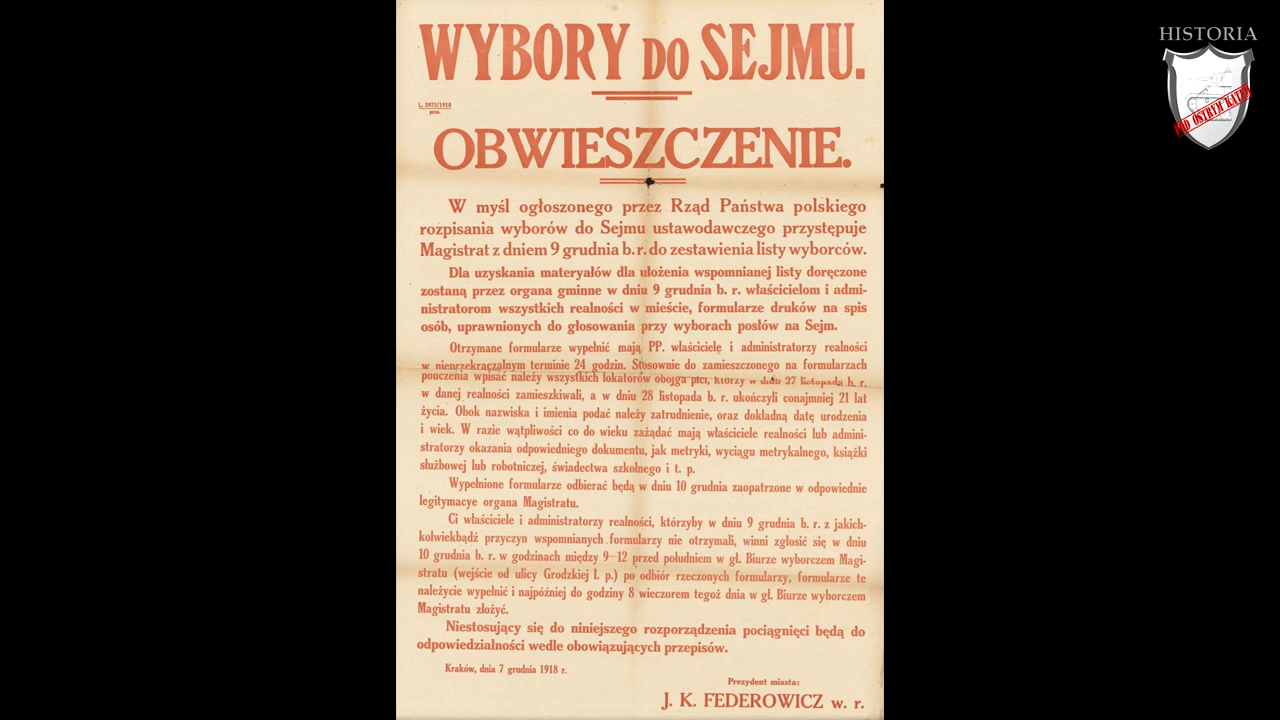 WYBORY DO SEJMU.
L. 3973/1918
prez.
OBWIESZCZENIE.
W myśl ogłoszonego przez Rząd Państwa polskiego
rozpisania wyborów do Sejmu ustawodawczego przystępuje
Magistrat z dniem 9 grudnia b. r. do zestawienia listy wyborców.
Dla uzyskania materyałów dla ułożenia wspomnianej listy doręczone
zostaną przez organa gminne w dniu 9 grudnia b. r. właścicielom i admi-
nistratorom wszystkich realności w mieście, formularze druków na spis
osób, uprawnionych do głosowania przy wyborach posłów na Sejm.
Otrzymane formularze wypełnić mają PP. właściciele i administratorzy realności
w nieprzekraczalnym terminie 24 godzin. Stosownie do zamieszczonego na formularzach
pouczenia wpisać należy wszystkich lokatorów obojga płci, którzy w dniu 27 listopada b. r.
w danej realności zamieszkiwali, a w dniu 28 listopada b. r. ukończyli conajmniej 21 lat
życia. Obok nazwiska i imienia podać należy zatrudnienie, oraz dokładną datę urodzenia
i wiek. W razie wątpliwości co do wieku zażądać mają właściciele realności lub admini-
stratorzy okazania odpowiedniego dokumentu, jak metryki, wyciągu metrykalnego, książki
służbowej lub robotniczej, świadectwa szkolnego i t. p.
Wypełnione formularze odbierać będą w dniu 10 grudnia zaopatrzone w odpowiednie
legitymacye organa Magistratu.
Ci właściciele i administratorzy realności, którzyby w dniu 9 grudnia b. r. z jakich-
kolwiekbądź przyczyn wspomnianych formularzy nie otrzymali, winni zgłosić się w dniu
10 grudnia b. r. w godzinach między 9—12 przed południem w gł. Biurze wyborczem Magi-
stratu (wejście od ulicy Grodzkiej I. p.) po odbiór rzeczonych formularzy, formularze te
należycie wypełnić i najpóźniej do godziny 8 wieczorem tegoż dnia w gł. Biurze wyborczem
Magistratu złożyć.
Niestosujący się do niniejszego rozporządzenia pociągnięci będą do
odpowiedzialności wedle obowiązujących przepisów.
Kraków, dnia 7 grudnia 1918 r.
Prezydent miasta:
J. K. FEDEROWICZ w. r.
HISTORIA
POD OSTRYM KĄTEM